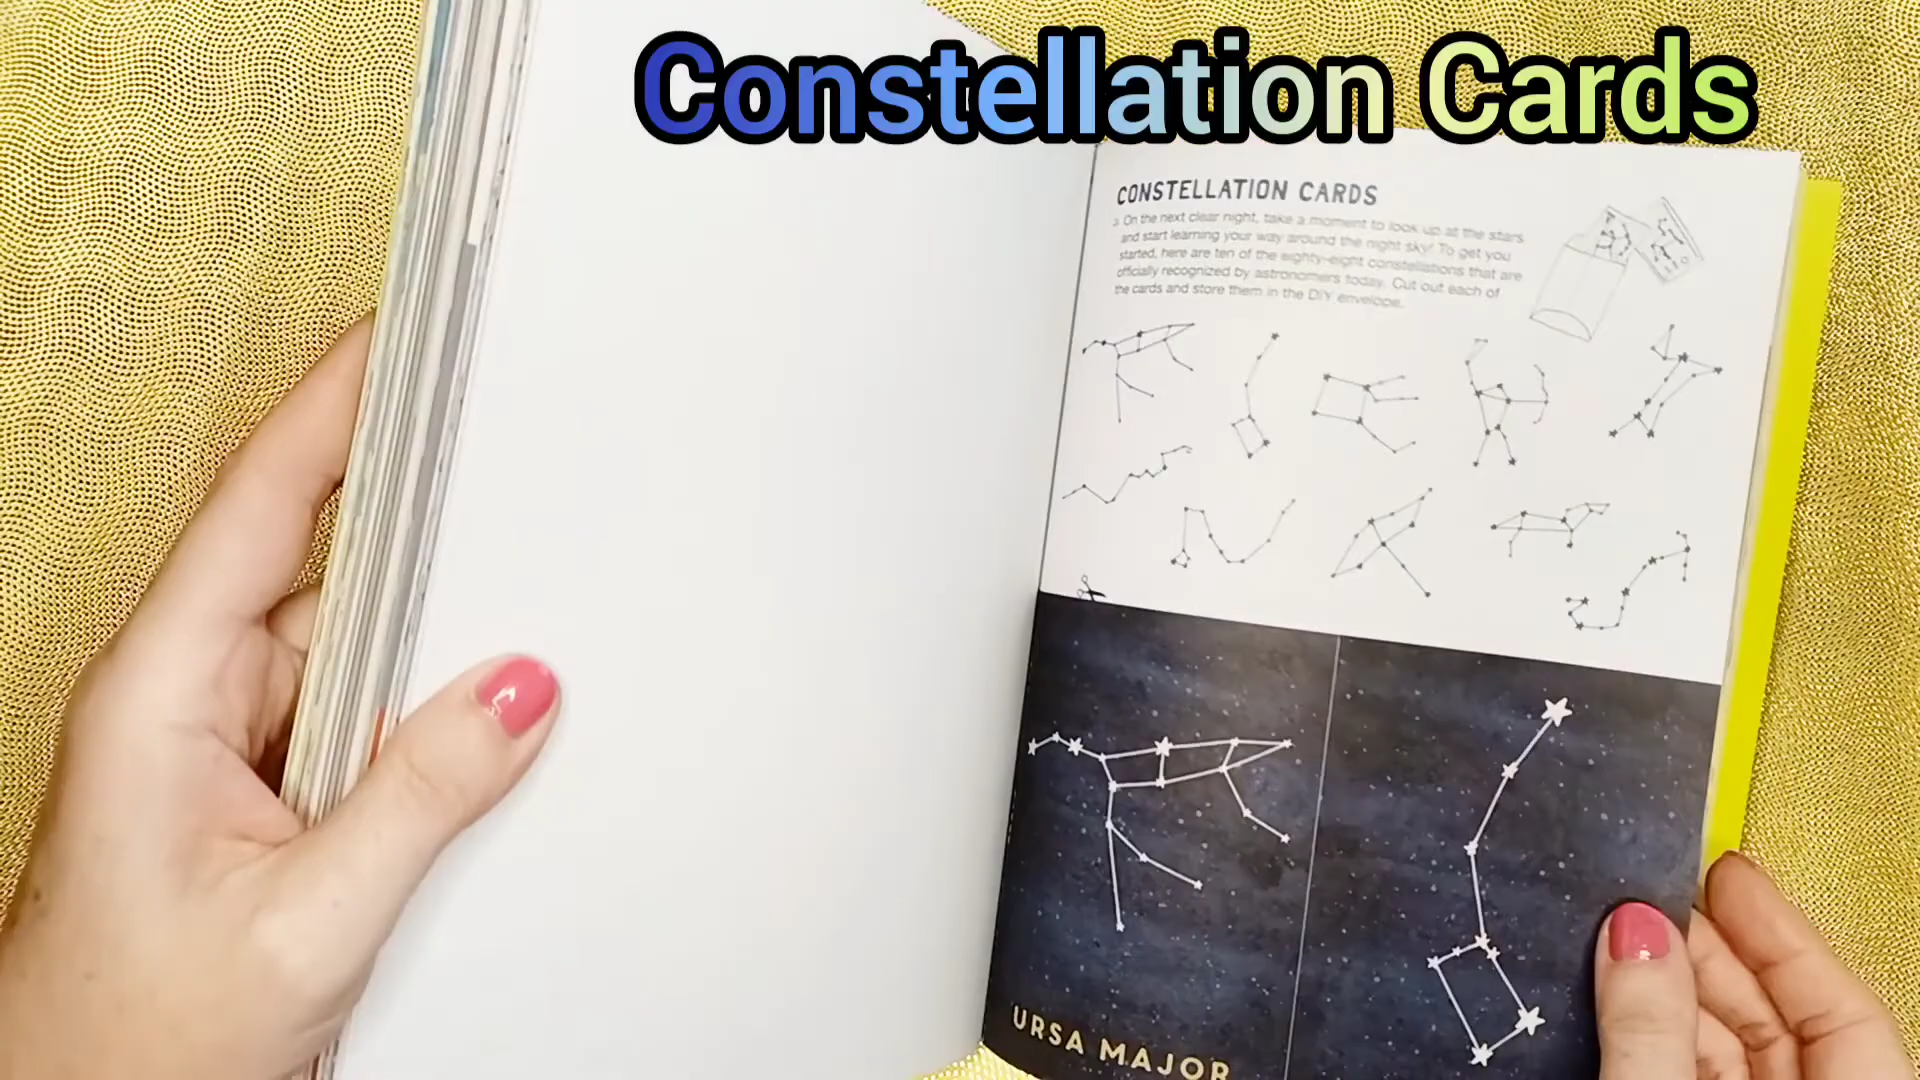 Constellation Cards
CONSTELLATION CARDS
On the next clear night, take a moment to look up at the stars
and start learning your way around the night sky! To get you
started, here are ten of the eighty-eight constellations that are
officially recognized by astronomers today. Cut out each of
the cards and store them in the DIY envelope.
URSA MAJOR